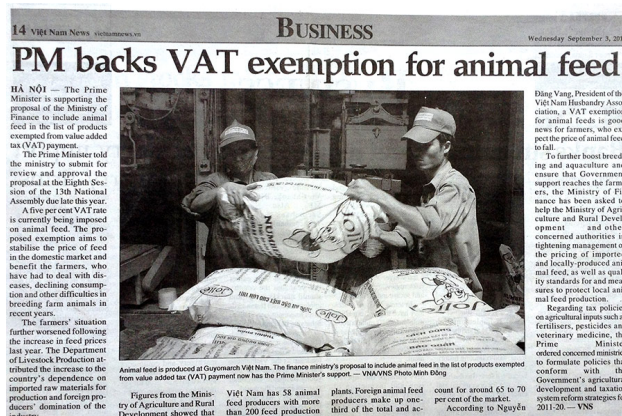 14 Việt Nam News vietnamnews.vn
BUSINESS
Wednesday September 3, 201
PM backs VAT exemption for animal feed
HÀ NỘI — The Prime
Minister is supporting the
proposal of the Ministry of
Finance to include animal
feed in the list of products
exempted from value added
tax (VAT) payment.
The Prime Minister told
the ministry to submit for
review and approval the
proposal at the Eighth Ses-
sion of the 13th National
Assembly due late this year.
A five per cent VAT rate
is currently being imposed
on animal feed. The pro-
posed exemption aims to
stabilise the price of feed
in the domestic market and
benefit the farmers, who
have had to deal with dis-
eases, declining consump-
tion and other difficulties in
breeding farm animals in
recent years.
The farmers' situation
further worsened following
the increase in feed prices
last year. The Department
of Livestock Production at-
tributed the increase to the
country's dependence on
imported raw materials for
production and foreign pro-
ducers' domination of the
Jolie
Jolie
Animal feed is produced at Guyomarch Việt Nam. The finance ministry's proposal to include animal feed in the list of products exempted
from value added tax (VAT) payment now has the Prime Minister's support. — VNA/VNS Photo Minh Đông
Figures from the Minis-
try of Agriculture and Rural
Development showed that
Việt Nam has 58 animal
feed producers with more
than 200 feed production
plants. Foreign animal feed
producers make up one-
third of the total and ac-
count for around 65 to 70
per cent of the market.
According to Nguyễn
Đăng Vang, President of the
Việt Nam Husbandry Asso
ciation, a VAT exemption
for animal feeds is good
news for farmers, who ex
pect the price of animal feed
to fall.
To further boost breed
ing and aquaculture and
ensure that Government
support reaches the farm
ers, the Ministry of Fi
nance has been asked to
help the Ministry of Agri
culture and Rural Devel
opment and other
concerned authorities in
tightening management o
the pricing of importe
and locally-produced ani
mal feed, as well as qual
ity standards for and mea
sures to protect local ani
mal feed production.
Regarding tax policie
on agricultural inputs such a
fertilisers, pesticides an
veterinary medicine, th
Prime Ministe
ordered concerned ministri
to formulate policies th
conform with th
Government's agricultur
development and taxatio
system reform strategies fo
2011-20. — VNS